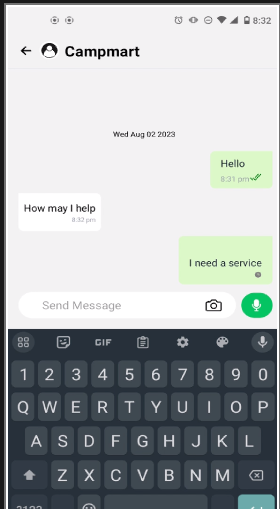 8:32
Campmart
Wed Aug 02 2023
Hello
8:31 pm
How may I help
8:32 pm
I need a service
Send Message
GIF
1 2 3 4 5 6 7 8 9 0
Q W E R T Y U I O P
A S D F G H J K L
Z X C V B N M